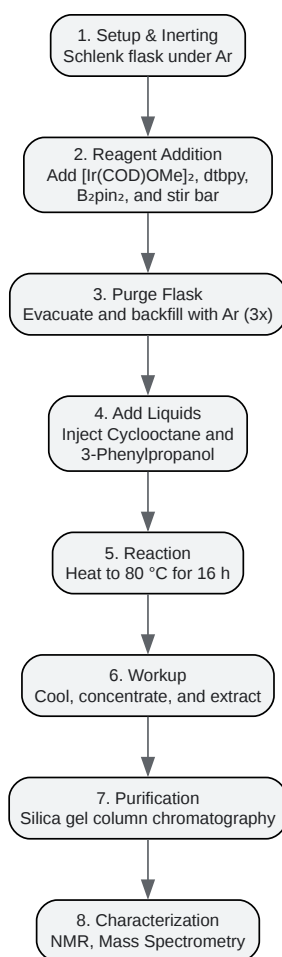 1. Setup & Inerting
Schlenk flask under Ar
2. Reagent Addition
Add [Ir(COD)OMe]₂, dtbpy,
B₂pin₂, and stir bar
3. Purge Flask
Evacuate and backfill with Ar (3x)
4. Add Liquids
Inject Cyclooctane and
3-Phenylpropanol
5. Reaction
Heat to 80 °C for 16 h
6. Workup
Cool, concentrate, and extract
7. Purification
Silica gel column chromatography
8. Characterization
NMR, Mass Spectrometry